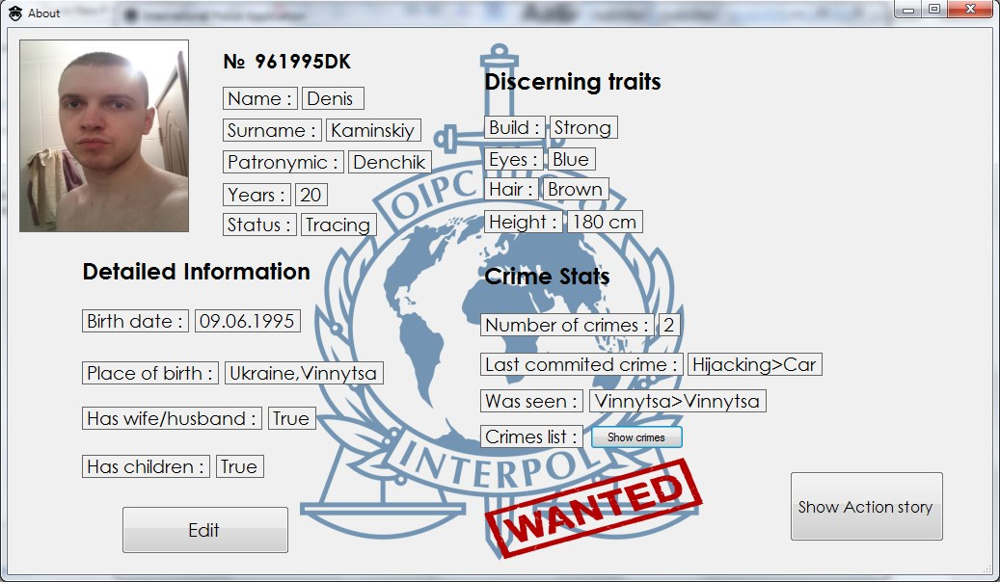 About
№ 961995DK
Name : Denis
Surname : Kaminskiy
Patronymic : Denchik
Years : 20
Status : Tracing
Discerning traits
Build : Strong
Eyes : Blue
Hair : Brown
Height : 180 cm
Detailed Information
Birth date : 09.06.1995
Place of birth : Ukraine,Vinnytsa
Has wife/husband : True
Has children : True
Edit
Crime Stats
Number of crimes : 2
Last commited crime : Hijacking>Car
Was seen : Vinnytsa>Vinnytsa
Crimes list : Show crimes
OIPC
INTERPOL
WANTED
Show Action story